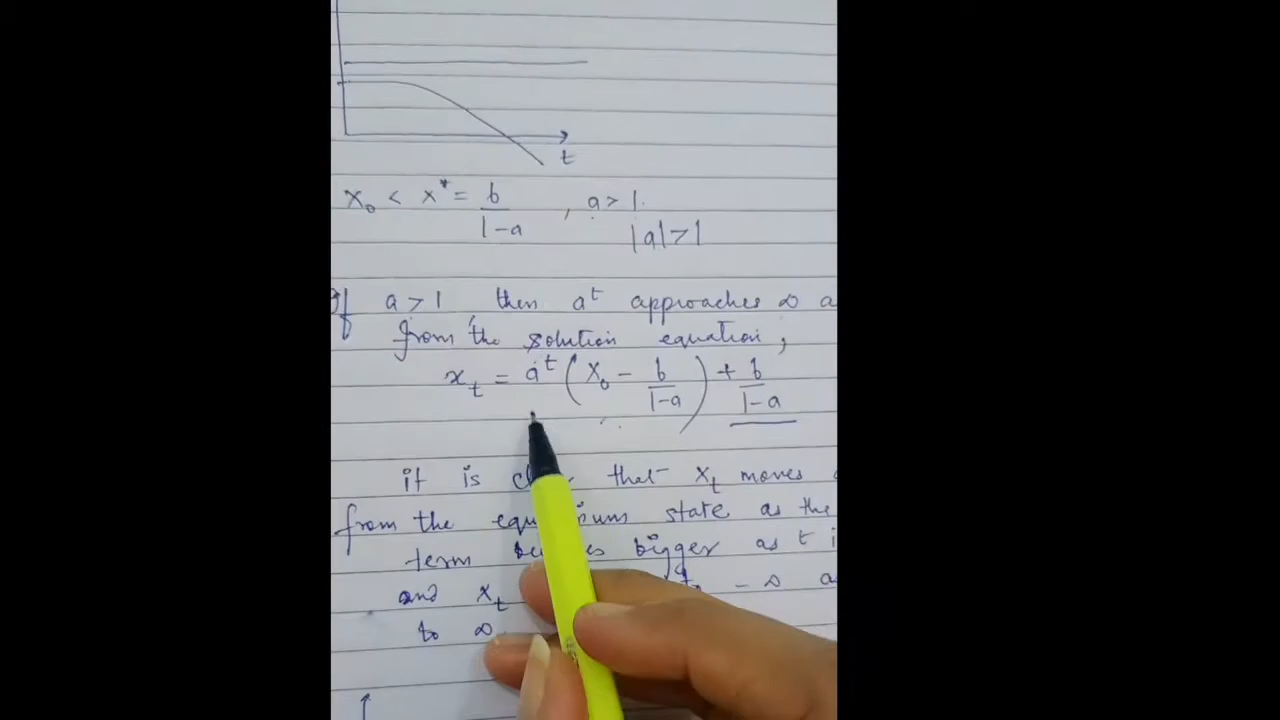 t
x₀ < x* = b/(1-a) , a > 1.
|a| > 1
If a > 1, then aᵗ approaches ∞ a
from the solution equation,
xₜ = aᵗ (x₀ - b/(1-a)) + b/(1-a)
it is that xₜ moves
from the state as the
term bigger as t i
and xₜ - ∞ as
to ∞